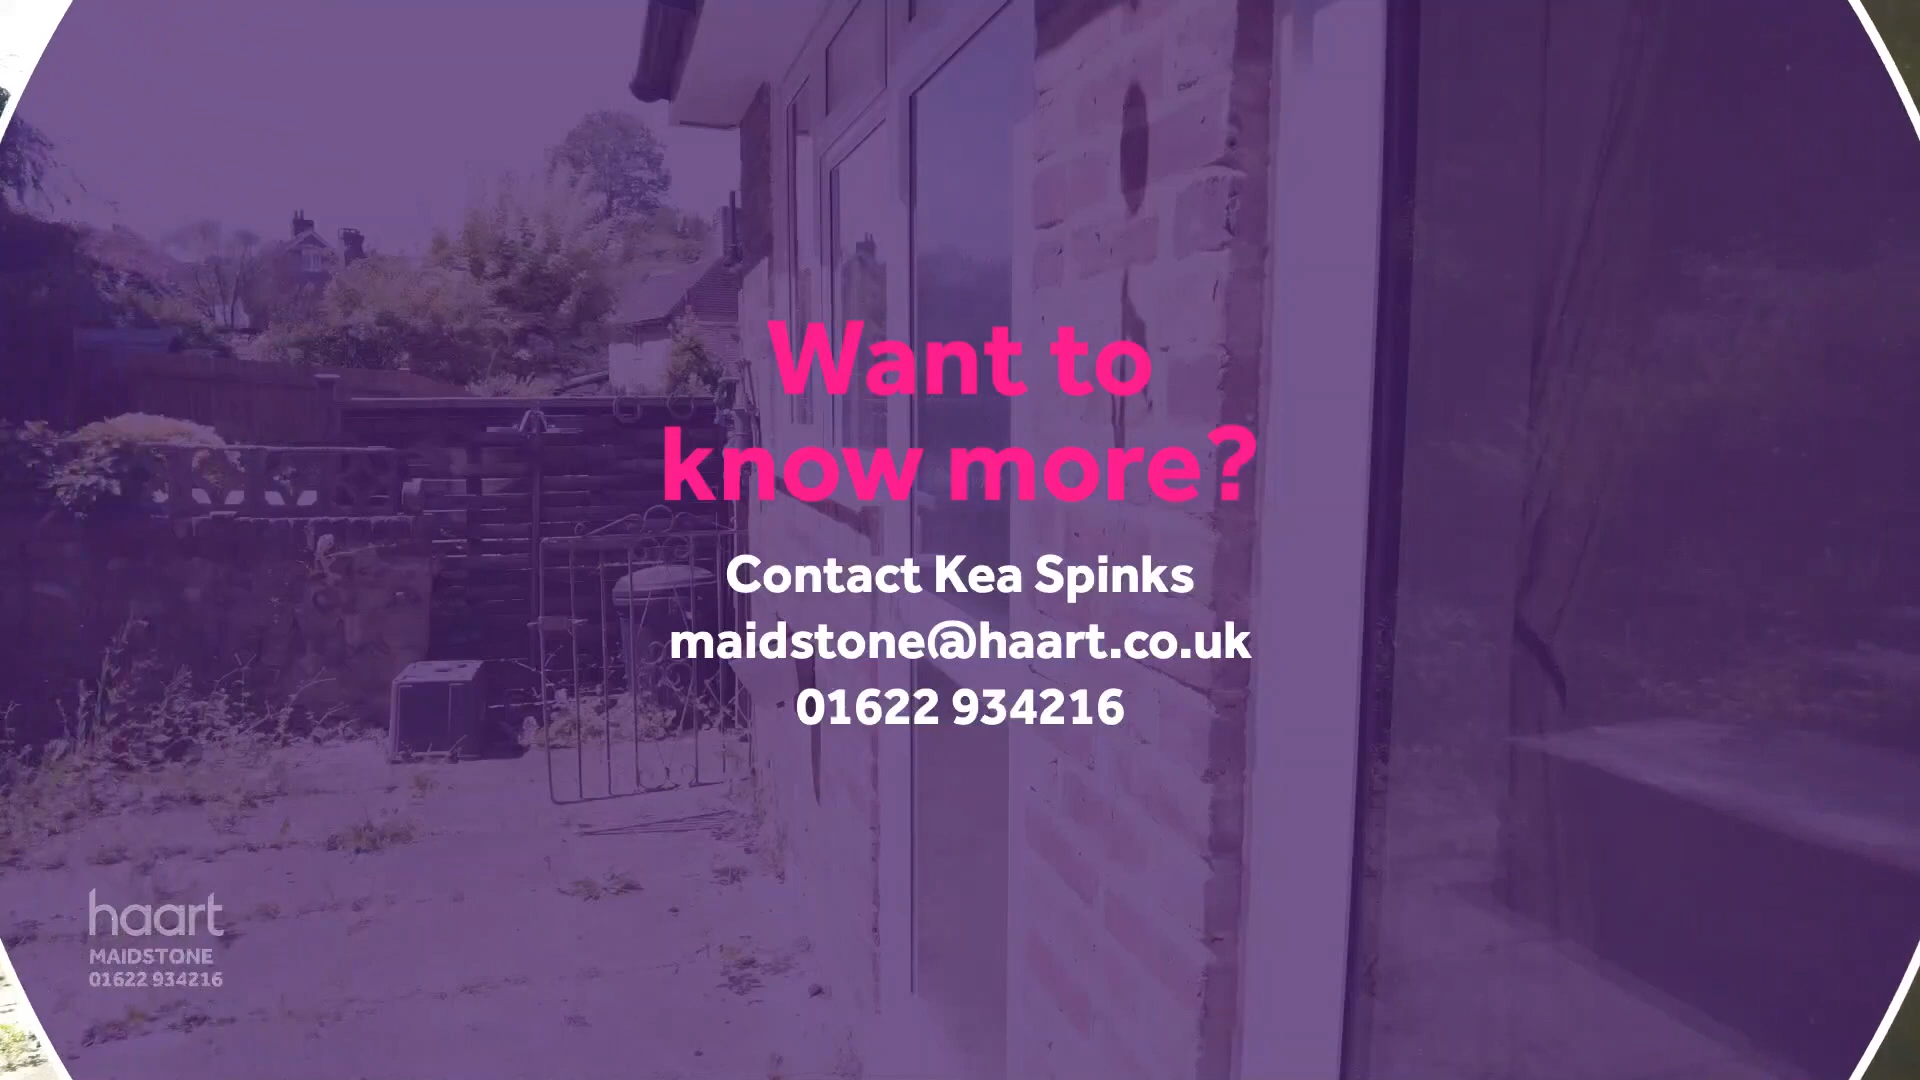 Want to
know more?
Contact Kea Spinks
maidstone@haart.co.uk
01622 934216
haart
MAIDSTONE
01622 934216